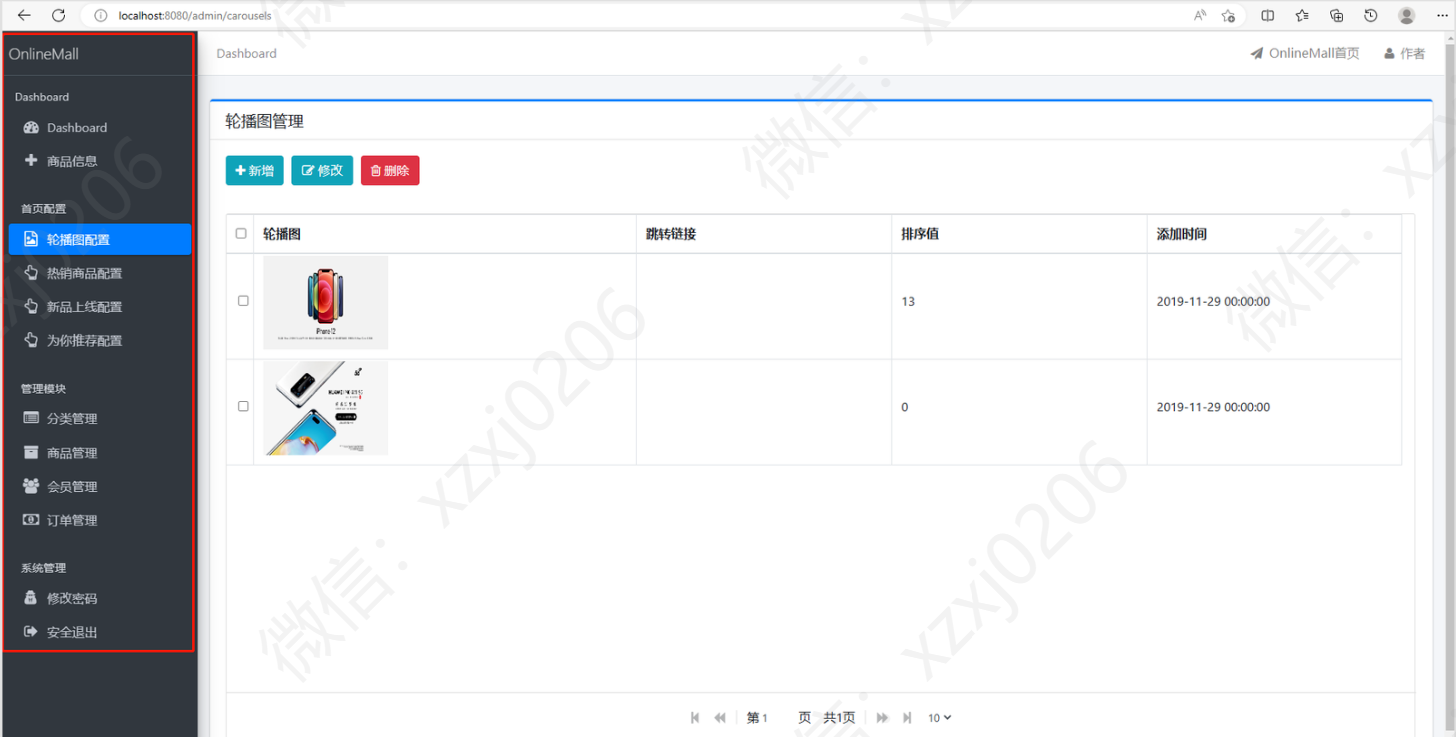 localhost:8080/admin/carousels
OnlineMall
Dashboard
OnlineMall首页
作者
Dashboard
Dashboard
商品信息
首页配置
轮播图配置
热销商品配置
新品上线配置
为你推荐配置
管理模块
分类管理
商品管理
会员管理
订单管理
系统管理
修改密码
安全退出
轮播图管理
新增 修改 删除
轮播图 跳转链接 排序值 添加时间
iPhone 12
13 2019-11-29 00:00:00
0 2019-11-29 00:00:00
第 1 页 共1页 10
微信: xzxj0206
微信: xzxj0206
微信: xzxj0206